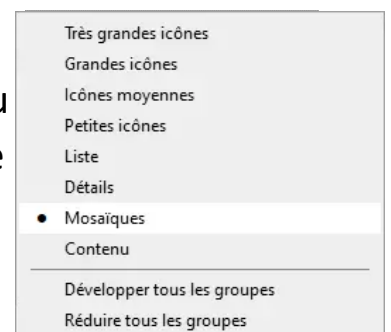 Très grandes icônes
Grandes icônes
Icônes moyennes
Petites icônes
Liste
Détails
Mosaïques
Contenu
Développer tous les groupes
Réduire tous les groupes